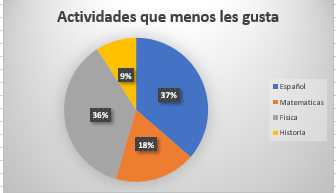 Actividades que menos les gusta
9%
37%
36%
18%
Español
Matematicas
Fisica
Historia